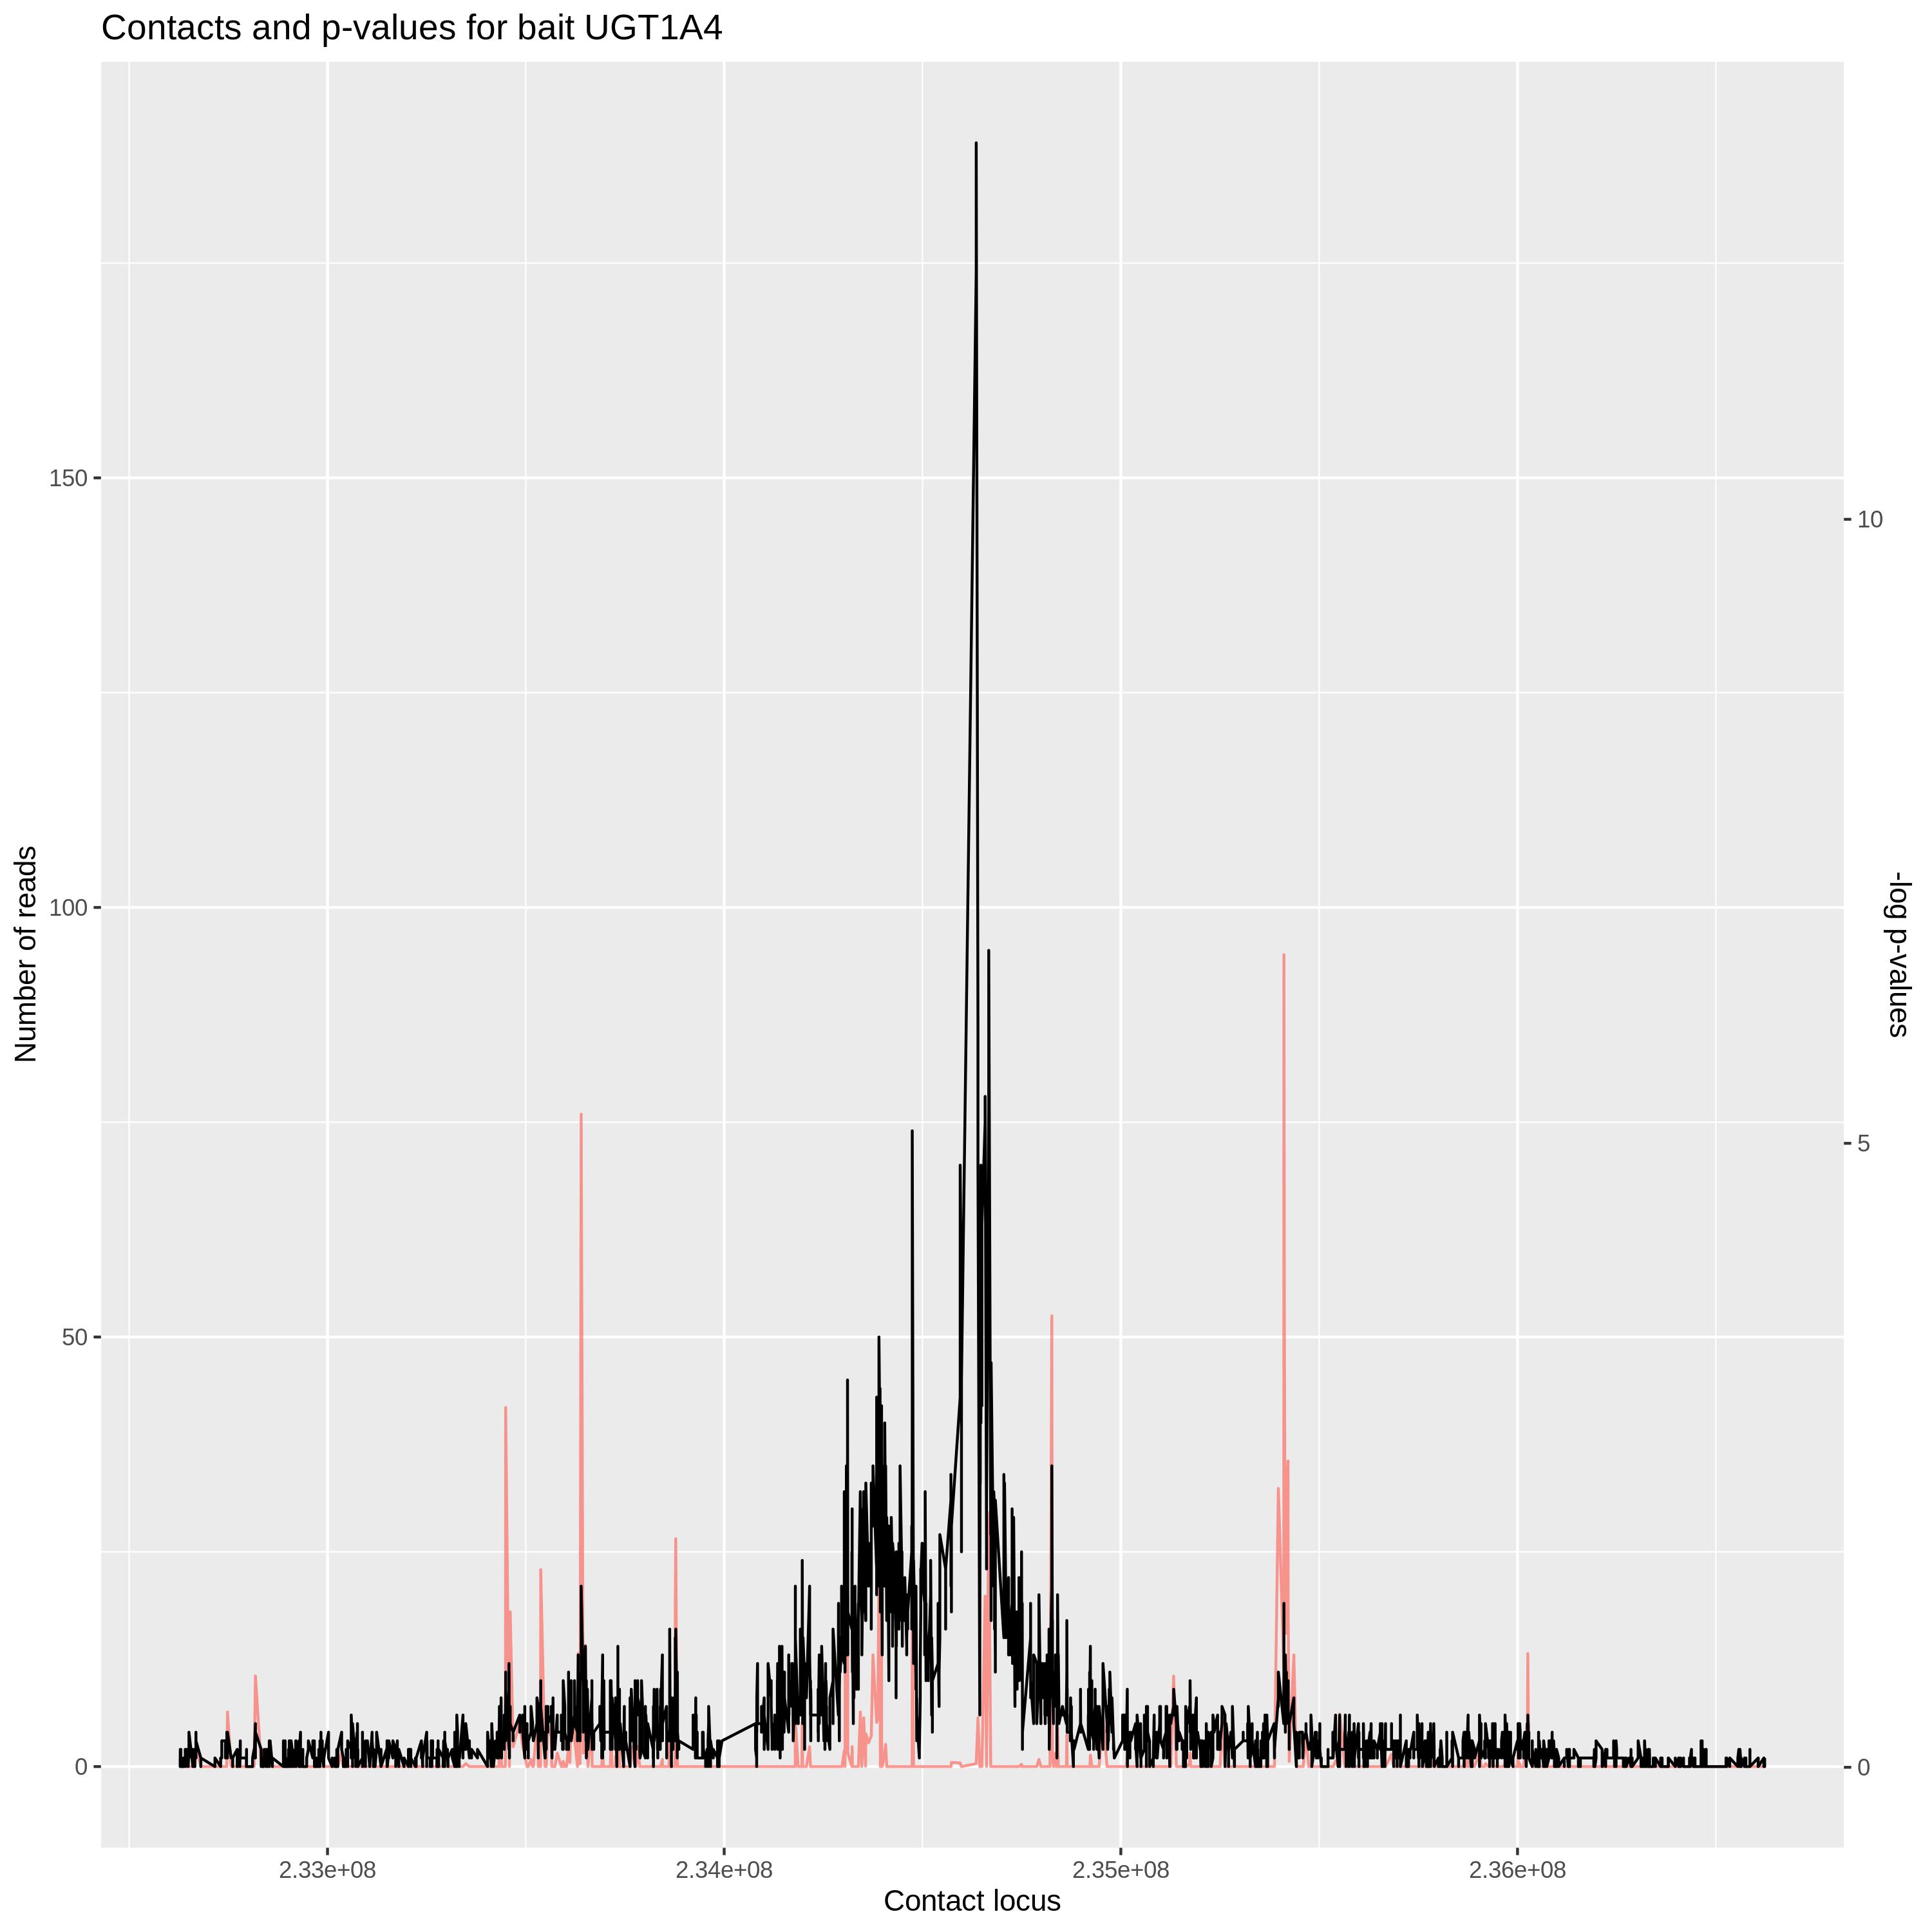 Contacts and p-values for bait UGT1A4
Number of reads
150
100
50
0
10
5
0
-log p-values
2.33e+08 2.34e+08 2.35e+08 2.36e+08
Contact locus